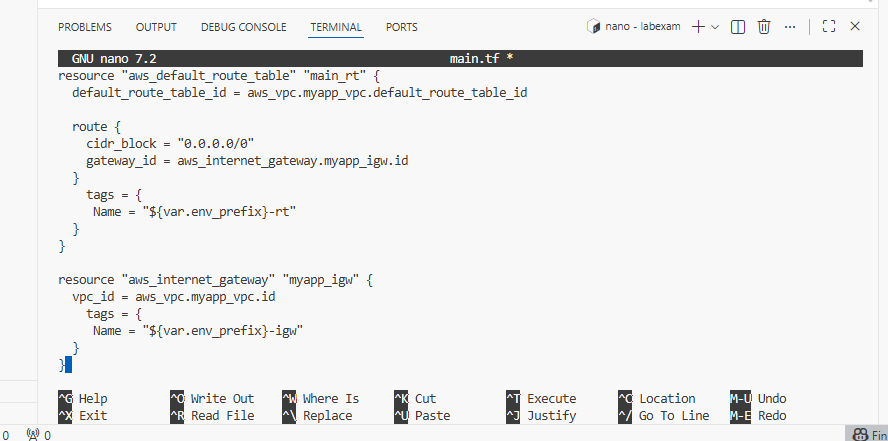 PROBLEMS OUTPUT DEBUG CONSOLE TERMINAL PORTS nano - labexam
GNU nano 7.2 main.tf *
resource "aws_default_route_table" "main_rt" {
  default_route_table_id = aws_vpc.myapp_vpc.default_route_table_id

  route {
    cidr_block = "0.0.0.0/0"
    gateway_id = aws_internet_gateway.myapp_igw.id
  }
    tags = {
     Name = "${var.env_prefix}-rt"
  }
}

resource "aws_internet_gateway" "myapp_igw" {
  vpc_id = aws_vpc.myapp_vpc.id
    tags = {
     Name = "${var.env_prefix}-igw"
  }
}
^G Help ^O Write Out ^W Where Is ^K Cut ^T Execute ^C Location M-U Undo
^X Exit ^R Read File ^\ Replace ^U Paste ^J Justify ^/ Go To Line M-E Redo
0 0 Fin